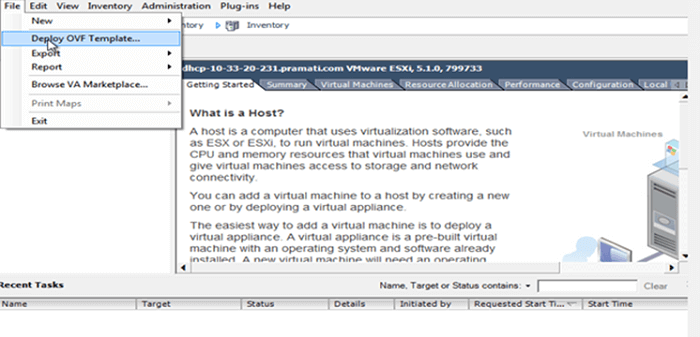 File Edit View Inventory Administration Plug-ins Help
New
Deploy OVF Template...
Export
Report
Browse VA Marketplace...
Print Maps
Exit
Inventory
dhcp-10-33-20-231.pramati.com VMware ESXi, 5.1.0, 799733
Getting Started Summary Virtual Machines Resource Allocation Performance Configuration Local
What is a Host?
A host is a computer that uses virtualization software, such
as ESX or ESXi, to run virtual machines. Hosts provide the
CPU and memory resources that virtual machines use and
give virtual machines access to storage and network
connectivity.
You can add a virtual machine to a host by creating a new
one or by deploying a virtual appliance.
The easiest way to add a virtual machine is to deploy a
virtual appliance. A virtual appliance is a pre-built virtual
machine with an operating system and software already
installed. A new virtual machine will need an operating
Virtual Machines
Recent Tasks
Name, Target or Status contains: Clear
Name Target Status Details Initiated by Requested Start Ti... Start Time